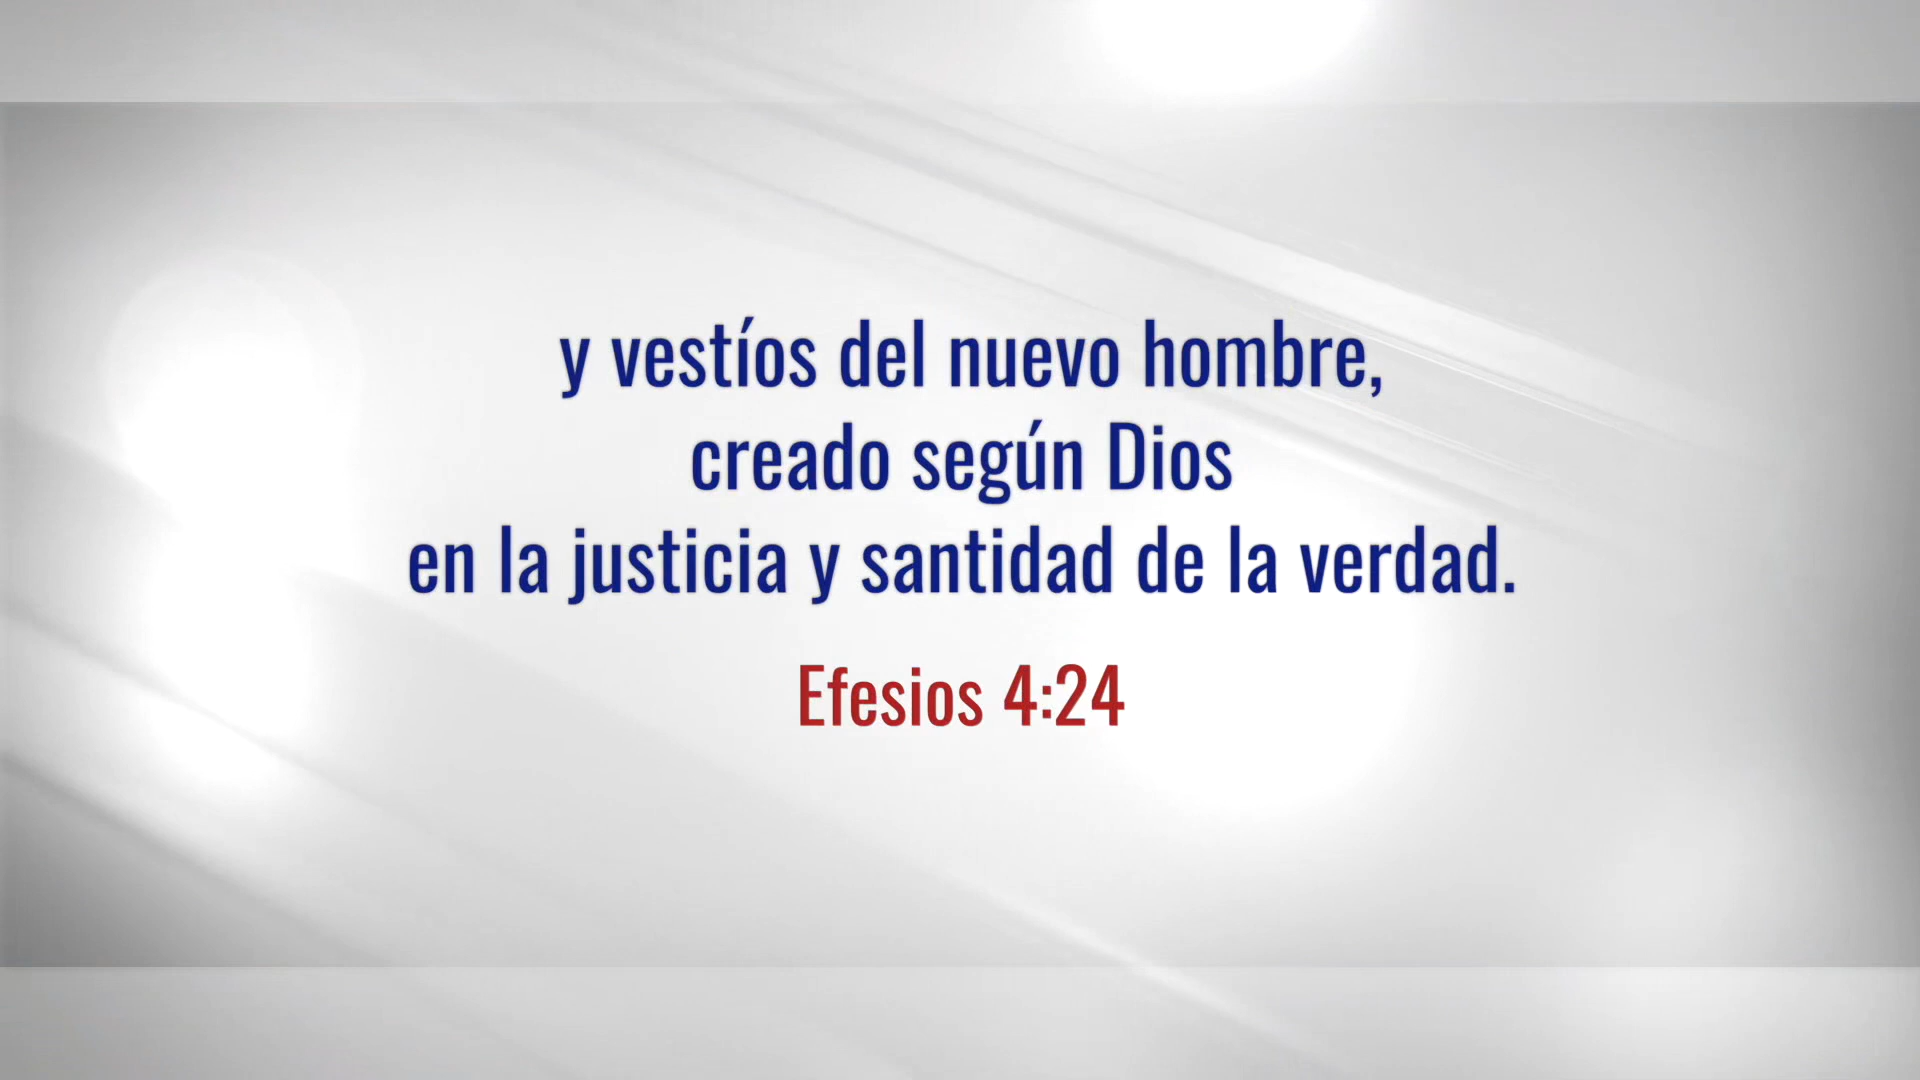 y vestíos del nuevo hombre,
creado según Dios
en la justicia y santidad de la verdad.
Efesios 4:24